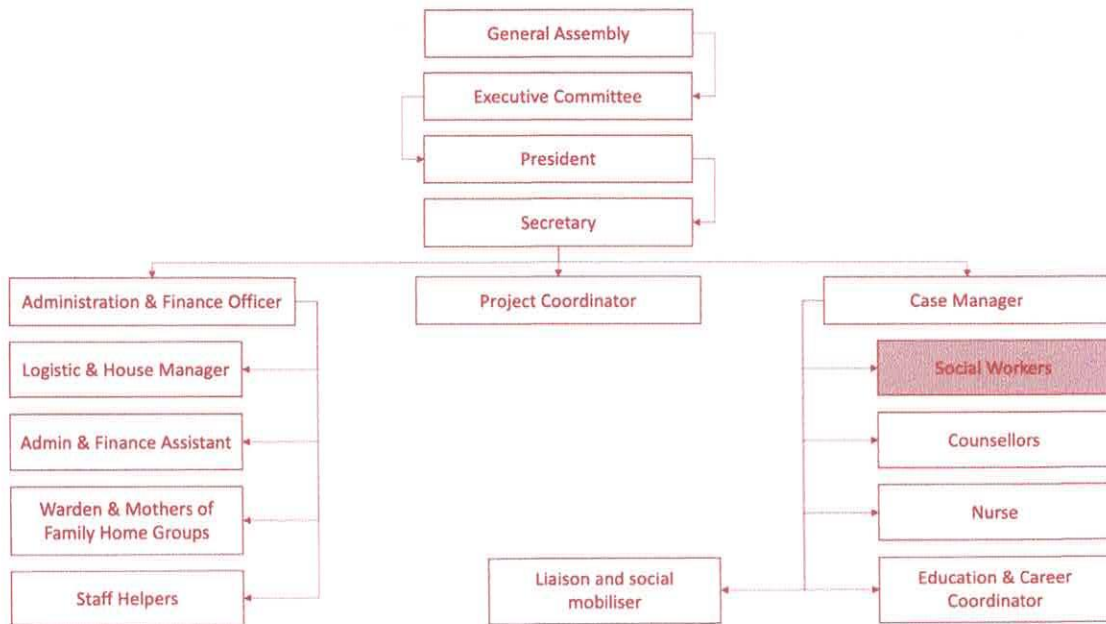 General Assembly
Executive Committee
President
Secretary
Administration & Finance Officer
Project Coordinator
Case Manager
Logistic & House Manager
Social Workers
Admin & Finance Assistant
Counsellors
Warden & Mothers of
Family Home Groups
Nurse
Staff Helpers
Liaison and social
mobiliser
Education & Career
Coordinator